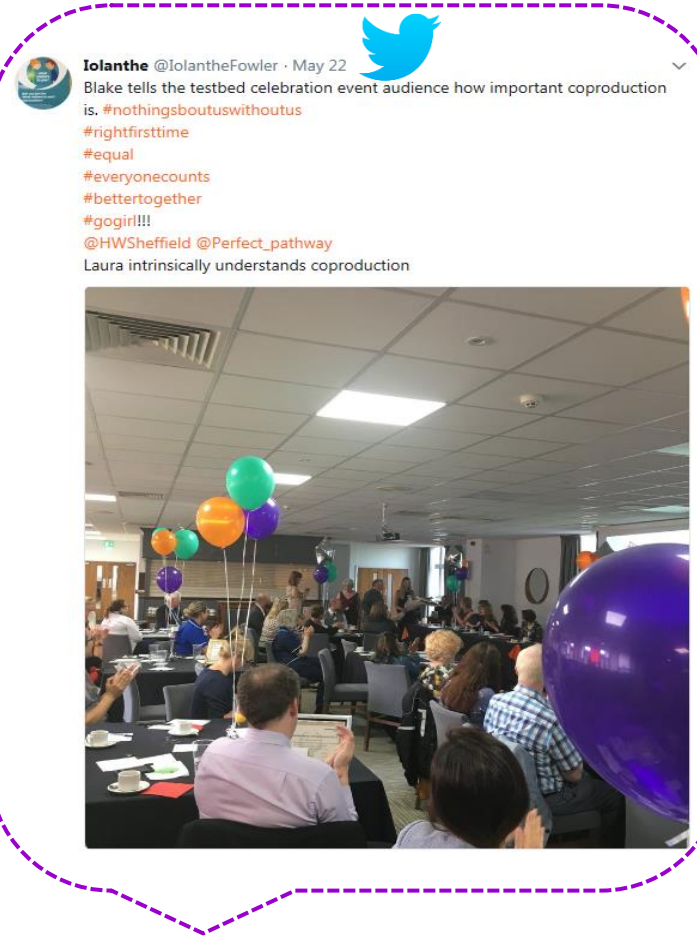 Iolanthe @IolantheFowler · May 22
Blake tells the testbed celebration event audience how important coproduction
is. #nothingsboutuswithoutus
#rightfirsttime
#equal
#everyonecounts
#bettertogether
#gogirl!!!
@HWSheffield @Perfect_pathway
Laura intrinsically understands coproduction